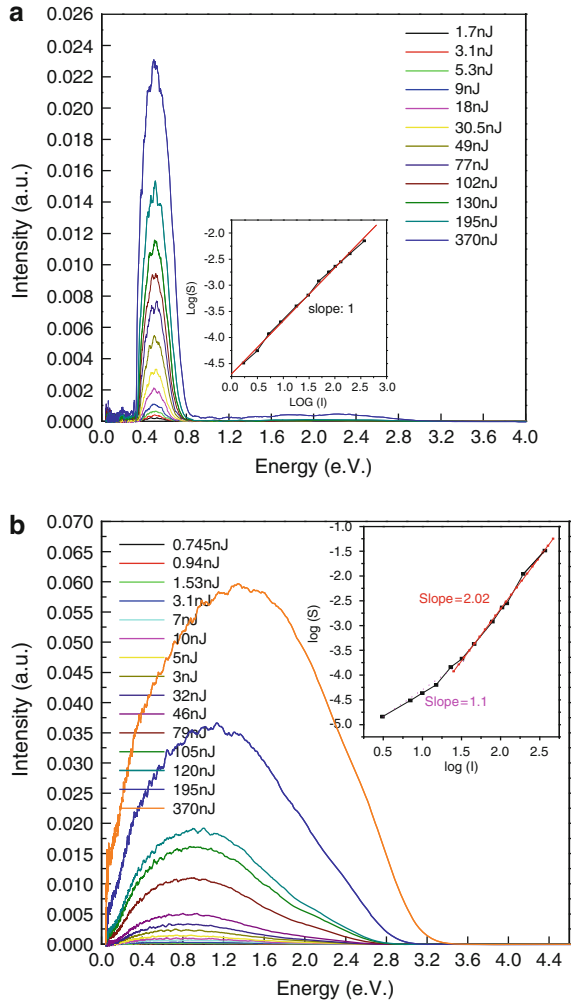 a
0.026
0.024
0.022
0.020
0.018
0.016
0.014
0.012
0.010
0.008
0.006
0.004
0.002
0.000
Intensity (a.u.)
0.0 0.4 0.8 1.2 1.6 2.0 2.4 2.8 3.2 3.6 4.0
Energy (e.V.)
1.7nJ
3.1nJ
5.3nJ
9nJ
18nJ
30.5nJ
49nJ
77nJ
102nJ
130nJ
195nJ
370nJ
-2.0
-2.5
-3.0
-3.5
-4.0
-4.5
Log(S)
slope: 1
0.0 0.5 1.0 1.5 2.0 2.5 3.0
LOG (I)
b
0.070
0.065
0.060
0.055
0.050
0.045
0.040
0.035
0.030
0.025
0.020
0.015
0.010
0.005
0.000
Intensity (a.u.)
0.0 0.4 0.8 1.2 1.6 2.0 2.4 2.8 3.2 3.6 4.0 4.4
Energy (e.V.)
0.745nJ
0.94nJ
1.53nJ
3.1nJ
7nJ
10nJ
5nJ
3nJ
32nJ
46nJ
79nJ
105nJ
120nJ
195nJ
370nJ
-1.0
-1.5
-2.0
-2.5
-3.0
-3.5
-4.0
-4.5
-5.0
log (S)
Slope=2.02
Slope=1.1
0.5 1.0 1.5 2.0 2.5
log (I)